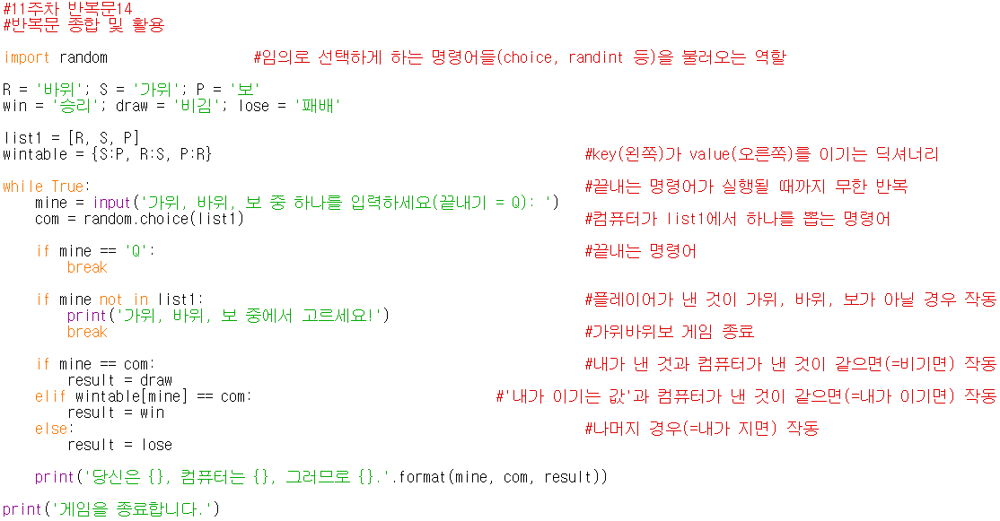 #11주차 반복문14
#반복문 종합 및 활용
import random #임의로 선택하게 하는 명령어들(choice, randint 등)을 불러오는 역할
R = '바위'; S = '가위'; P = '보'
win = '승리'; draw = '비김'; lose = '패배'
list1 = [R, S, P]
wintable = {S:P, R:S, P:R} #key(왼쪽)가 value(오른쪽)를 이기는 딕셔너리
while True: #끝내는 명령어가 실행될 때까지 무한 반복
    mine = input('가위, 바위, 보 중 하나를 입력하세요(끝내기 = Q): ')
    com = random.choice(list1) #컴퓨터가 list1에서 하나를 뽑는 명령어
    if mine == 'Q': #끝내는 명령어
        break
    if mine not in list1: #플레이어가 낸 것이 가위, 바위, 보가 아닐 경우 작동
        print('가위, 바위, 보 중에서 고르세요!')
        break #가위바위보 게임 종료
    if mine == com: #내가 낸 것과 컴퓨터가 낸 것이 같으면(=비기면) 작동
        result = draw
    elif wintable[mine] == com: #'내가 이기는 값'과 컴퓨터가 낸 것이 같으면(=내가 이기면) 작동
        result = win
    else: #나머지 경우(=내가 지면) 작동
        result = lose
    print('당신은 {}, 컴퓨터는 {}, 그러므로 {}.'.format(mine, com, result))
print('게임을 종료합니다.')